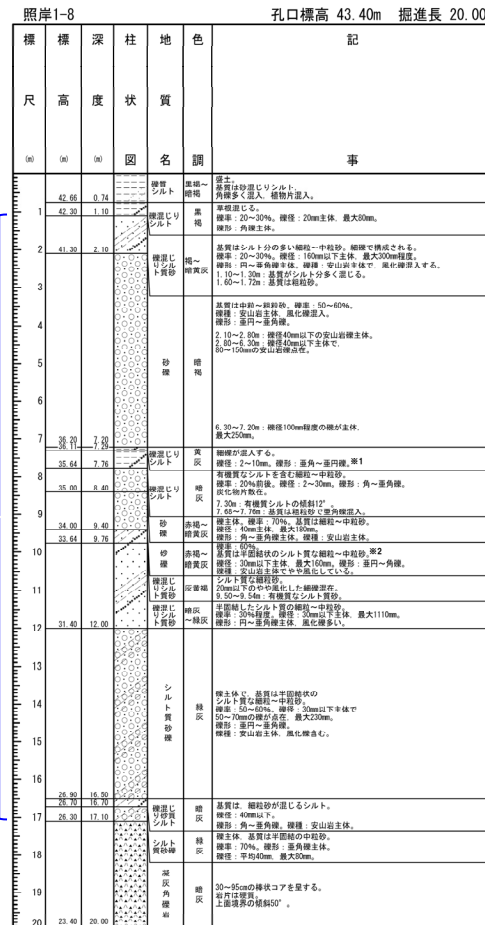 照岸1-8 孔口標高 43.40m 掘進長 20.00
標 標 深 柱 地 色 記
尺 高 度 状 質
(m) (m) (m) 図 名 調 事
42.66 0.74
礫質シルト
黒褐～暗褐
盛土。
基質は砂混じりシルト。
角礫多く混入、植物片混入。
1 42.30 1.10
礫混じりシルト
黒褐
草根混じる。
礫率：20～30%。礫径：20mm主体、最大80mm。
礫形：角礫主体。
2 41.30 2.10
礫混じりシルト質砂
褐～暗黄灰
基質はシルト分の多い細粒～中粒砂。細礫で構成される。
礫率：20～30%。礫径：160mm以下主体、最大300mm程度。
礫形：円～亜角礫主体。礫種：安山岩主体で、風化礫混入する。
1.10～1.30m：基質がシルト分多く混じる。
1.60～1.72m：基質は粗粒砂。
3
4
5
6
7 36.20 7.20
砂礫
暗褐
基質は中粒～粗粒砂。礫率：50～60%。
礫種：安山岩主体、風化礫混入。
礫形：亜円～亜角礫。
2.10～2.80m：礫径40mm以下の安山岩礫主体。
2.80～6.30m：礫径40mm以下主体で、
80～150mmの安山岩礫点在。
6.30～7.20m：礫径100mm程度の礫が主体、
最大250mm。
36.11 7.29
35.64 7.76
礫混じりシルト
黄灰
細礫が混入する。
礫径：2～10mm。礫形：亜角～亜円礫。※1
8 35.00 8.40
礫混じりシルト
暗灰
有機質なシルトを含む細粒～中粒砂。
礫率：20%前後。礫径：2～30mm。礫形：角～亜角礫。
炭化物片散在。
7.30m：有機質シルトの傾斜12°。
7.68～7.76m：基質は粗粒砂で亜角礫混入。
9 34.00 9.40
砂礫
赤褐～暗黄灰
礫主体、礫率：70%。基質は細粒～中粒砂。
礫径：40mm主体、最大180mm。
礫形：角～亜角礫主体。礫種：安山岩主体。
33.64 9.76
10
砂礫
赤褐～暗黄灰
礫率：60%。
基質は半固結状のシルト質な細粒～中粒砂。※2
礫径：30mm以下主体、最大160mm。礫形：亜円～角礫。
礫種：安山岩主体でやや風化している。
11
礫混じりシルト質砂
灰黄褐
シルト質な細粒砂。
20mm以下のやや風化した細礫混在。
9.50～9.54m：有機質なシルト質砂。
12 31.40 12.00
礫混じりシルト質砂
暗灰～緑灰
半固結したシルト質の細粒～中粒砂。
礫率：30%程度。礫径：30mm以下主体、最大1110mm。
礫形：円～亜角礫主体、風化礫多い。
13
14
15
16
シルト質砂礫
緑灰
礫主体で、基質は半固結状の
シルト質な細粒～中粒砂。
礫率：50～60%。礫径：30mm以下主体で
50～70mmの礫が点在、最大230mm。
礫形：亜円～亜角礫。
礫種：安山岩主体、風化礫含む。
26.90 16.50
26.70 16.70
17 26.30 17.10
礫混じり砂質シルト
暗灰
基質は、細粒砂が混じるシルト。
礫径：40mm以下。
礫形：角～亜角礫。礫種：安山岩主体。
18
シルト質砂礫
緑灰
礫主体、基質は半固結の中粒砂。
礫率：70%。礫形：亜角礫主体。
礫径：平均40mm、最大80mm。
19
20 23.40 20.00
凝灰角礫岩
暗灰
30～95cmの棒状コアを呈する。
岩片は硬質。
上面境界の傾斜50°。